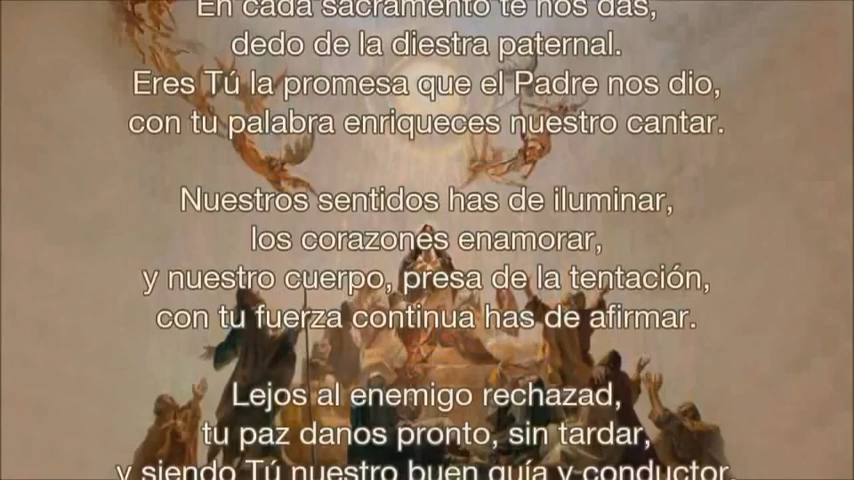 En cada sacramento te nos das,
dedo de la diestra paternal.
Eres Tú la promesa que el Padre nos dio,
con tu palabra enriqueces nuestro cantar.
Nuestros sentidos has de iluminar,
los corazones enamorar,
y nuestro cuerpo, presa de la tentación,
con tu fuerza continua has de afirmar.
Lejos al enemigo rechazad,
tu paz danos pronto, sin tardar,
y siendo Tú nuestro buen guía y conductor,